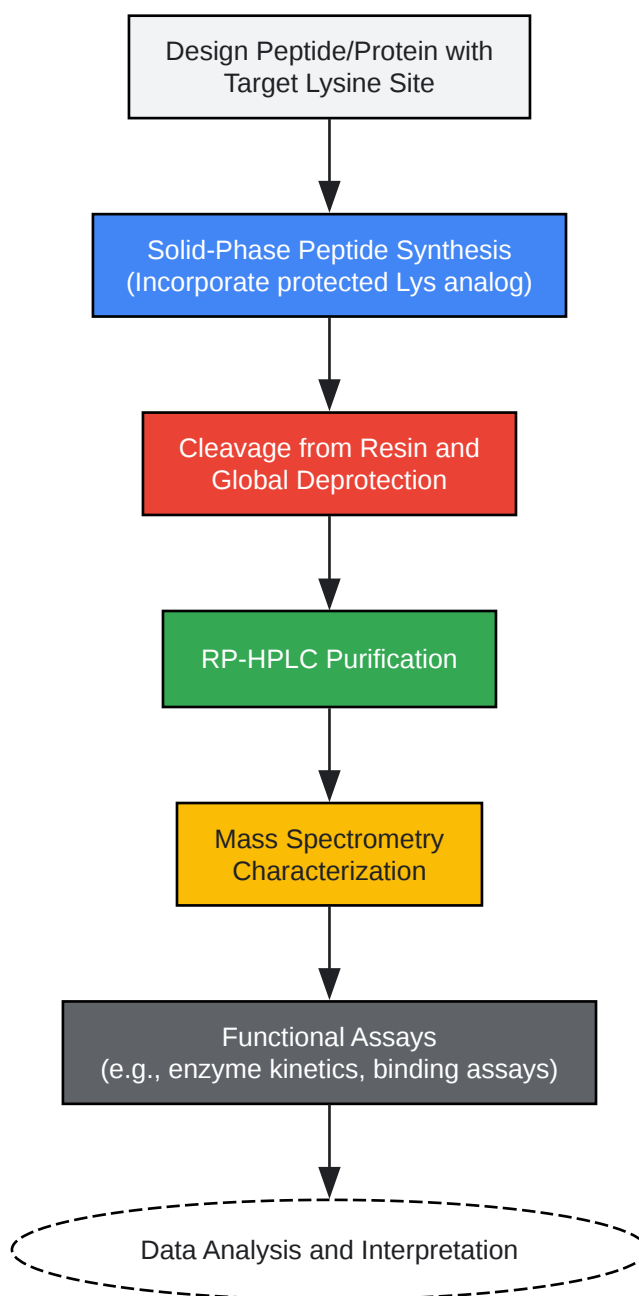 Design Peptide/Protein with
Target Lysine Site
Solid-Phase Peptide Synthesis
(Incorporate protected Lys analog)
Cleavage from Resin and
Global Deprotection
RP-HPLC Purification
Mass Spectrometry
Characterization
Functional Assays
(e.g., enzyme kinetics, binding assays)
Data Analysis and Interpretation